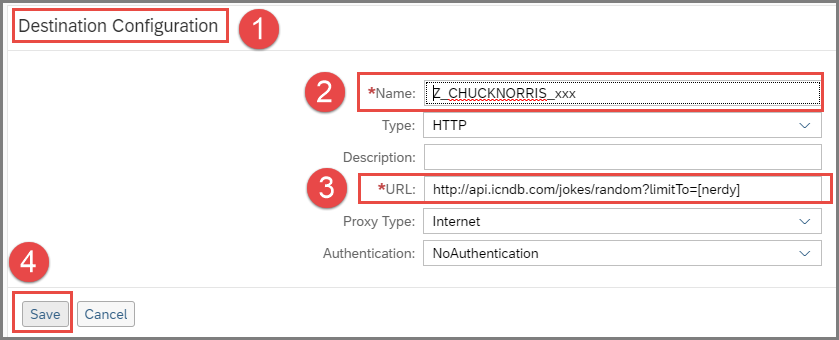 Destination Configuration 1
2 *Name: Z_CHUCKNORRIS_xxx
Type: HTTP
Description:
3 *URL: http://api.icndb.com/jokes/random?limitTo=[nerdy]
Proxy Type: Internet
Authentication: NoAuthentication
4
Save Cancel